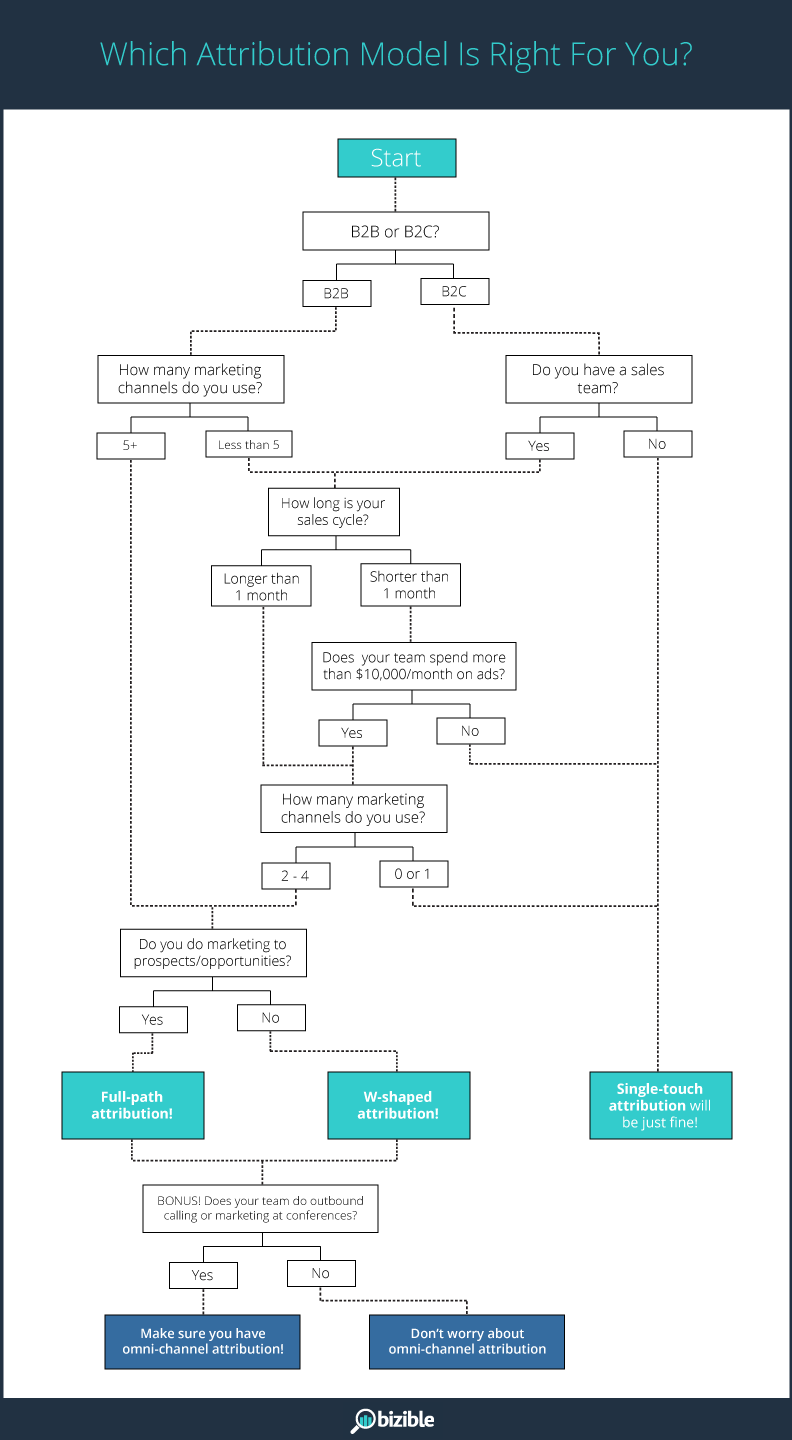 Which Attribution Model Is Right For You?
Start
B2B or B2C?
B2B
B2C
How many marketing
channels do you use?
Do you have a sales
team?
5+
Less than 5
Yes
No
How long is your
sales cycle?
Longer than
1 month
Shorter than
1 month
Does your team spend more
than $10,000/month on ads?
Yes
No
How many marketing
channels do you use?
2 - 4
0 or 1
Do you do marketing to
prospects/opportunities?
Yes
No
Full-path
attribution!
W-shaped
attribution!
Single-touch
attribution will
be just fine!
BONUS! Does your team do outbound
calling or marketing at conferences?
Yes
No
Make sure you have
omni-channel attribution!
Don't worry about
omni-channel attribution
bizible